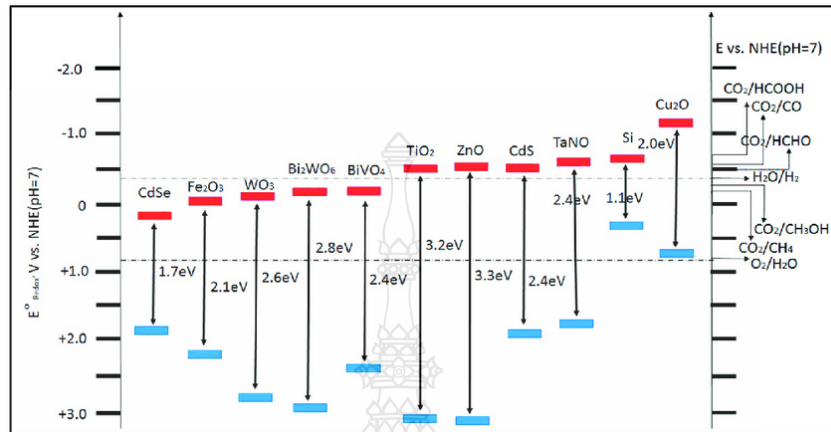 E vs. NHE(pH=7)
-2.0
CO₂/HCOOH
Cu₂O
CO₂/CO
-1.0
Si
2.0eV
CO₂/HCHO
TiO₂
ZnO
CdS
TaNO
Bi₂WO₆
BiVO₄
Fe₂O₃
WO₃
CdSe
H₂O/H₂
2.4eV
1.1eV
0
CO₂/CH₃OH
3.2eV
2.8eV
CO₂/CH₄
O₂/H₂O
+1.0
1.7eV
2.1eV
2.6eV
2.4eV
3.3eV
2.4eV
+2.0
+3.0
E° Redox, V vs. NHE(pH=7)